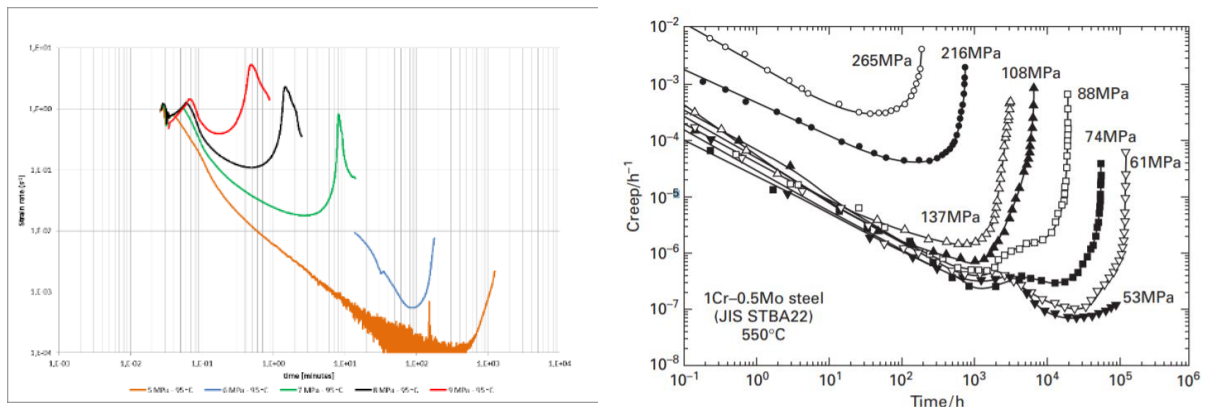 1,E+01
1,E+00
1,E-01
1,E-02
1,E-03
1,E-04
Strain rate [s⁻¹]
1,E-03 1,E-02 1,E-01 1,E+00 1,E+01 1,E+02 1,E+03 1,E+04
time [minutes]
5 MPa - 95°C 6 MPa - 95°C 7 MPa - 95°C 8 MPa - 95°C 9 MPa - 95°C
10⁻²
10⁻³
10⁻⁴
10⁻⁵
10⁻⁶
10⁻⁷
10⁻⁸
Creep/h⁻¹
265MPa
216MPa
108MPa
88MPa
74MPa
61MPa
137MPa
53MPa
1Cr–0.5Mo steel
(JIS STBA22)
550°C
10⁻¹ 10⁰ 10¹ 10² 10³ 10⁴ 10⁵ 10⁶
Time/h